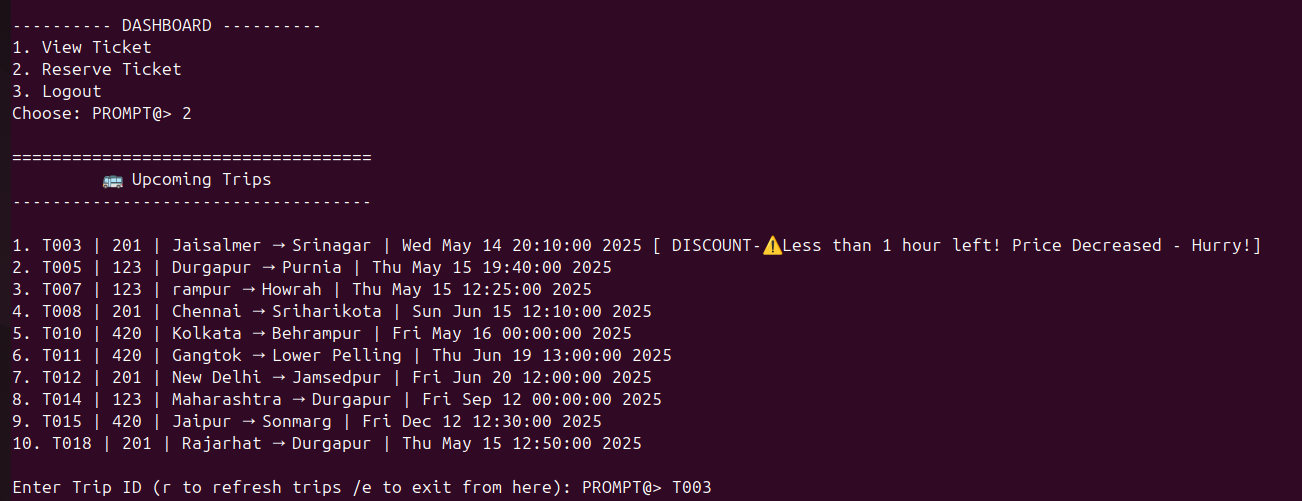 ---------- DASHBOARD ----------
1. View Ticket
2. Reserve Ticket
3. Logout
Choose: PROMPT@> 2
====================================
🚌 Upcoming Trips
------------------------------------
1. T003 | 201 | Jaisalmer → Srinagar | Wed May 14 20:10:00 2025 [ DISCOUNT-⚠️Less than 1 hour left! Price Decreased - Hurry!]
2. T005 | 123 | Durgapur → Purnia | Thu May 15 19:40:00 2025
3. T007 | 123 | rampur → Howrah | Thu May 15 12:25:00 2025
4. T008 | 201 | Chennai → Sriharikota | Sun Jun 15 12:10:00 2025
5. T010 | 420 | Kolkata → Behrampur | Fri May 16 00:00:00 2025
6. T011 | 420 | Gangtok → Lower Pelling | Thu Jun 19 13:00:00 2025
7. T012 | 201 | New Delhi → Jamsedpur | Fri Jun 20 12:00:00 2025
8. T014 | 123 | Maharashtra → Durgapur | Fri Sep 12 00:00:00 2025
9. T015 | 420 | Jaipur → Sonmarg | Fri Dec 12 12:30:00 2025
10. T018 | 201 | Rajarhat → Durgapur | Thu May 15 12:50:00 2025
Enter Trip ID (r to refresh trips /e to exit from here): PROMPT@> T003